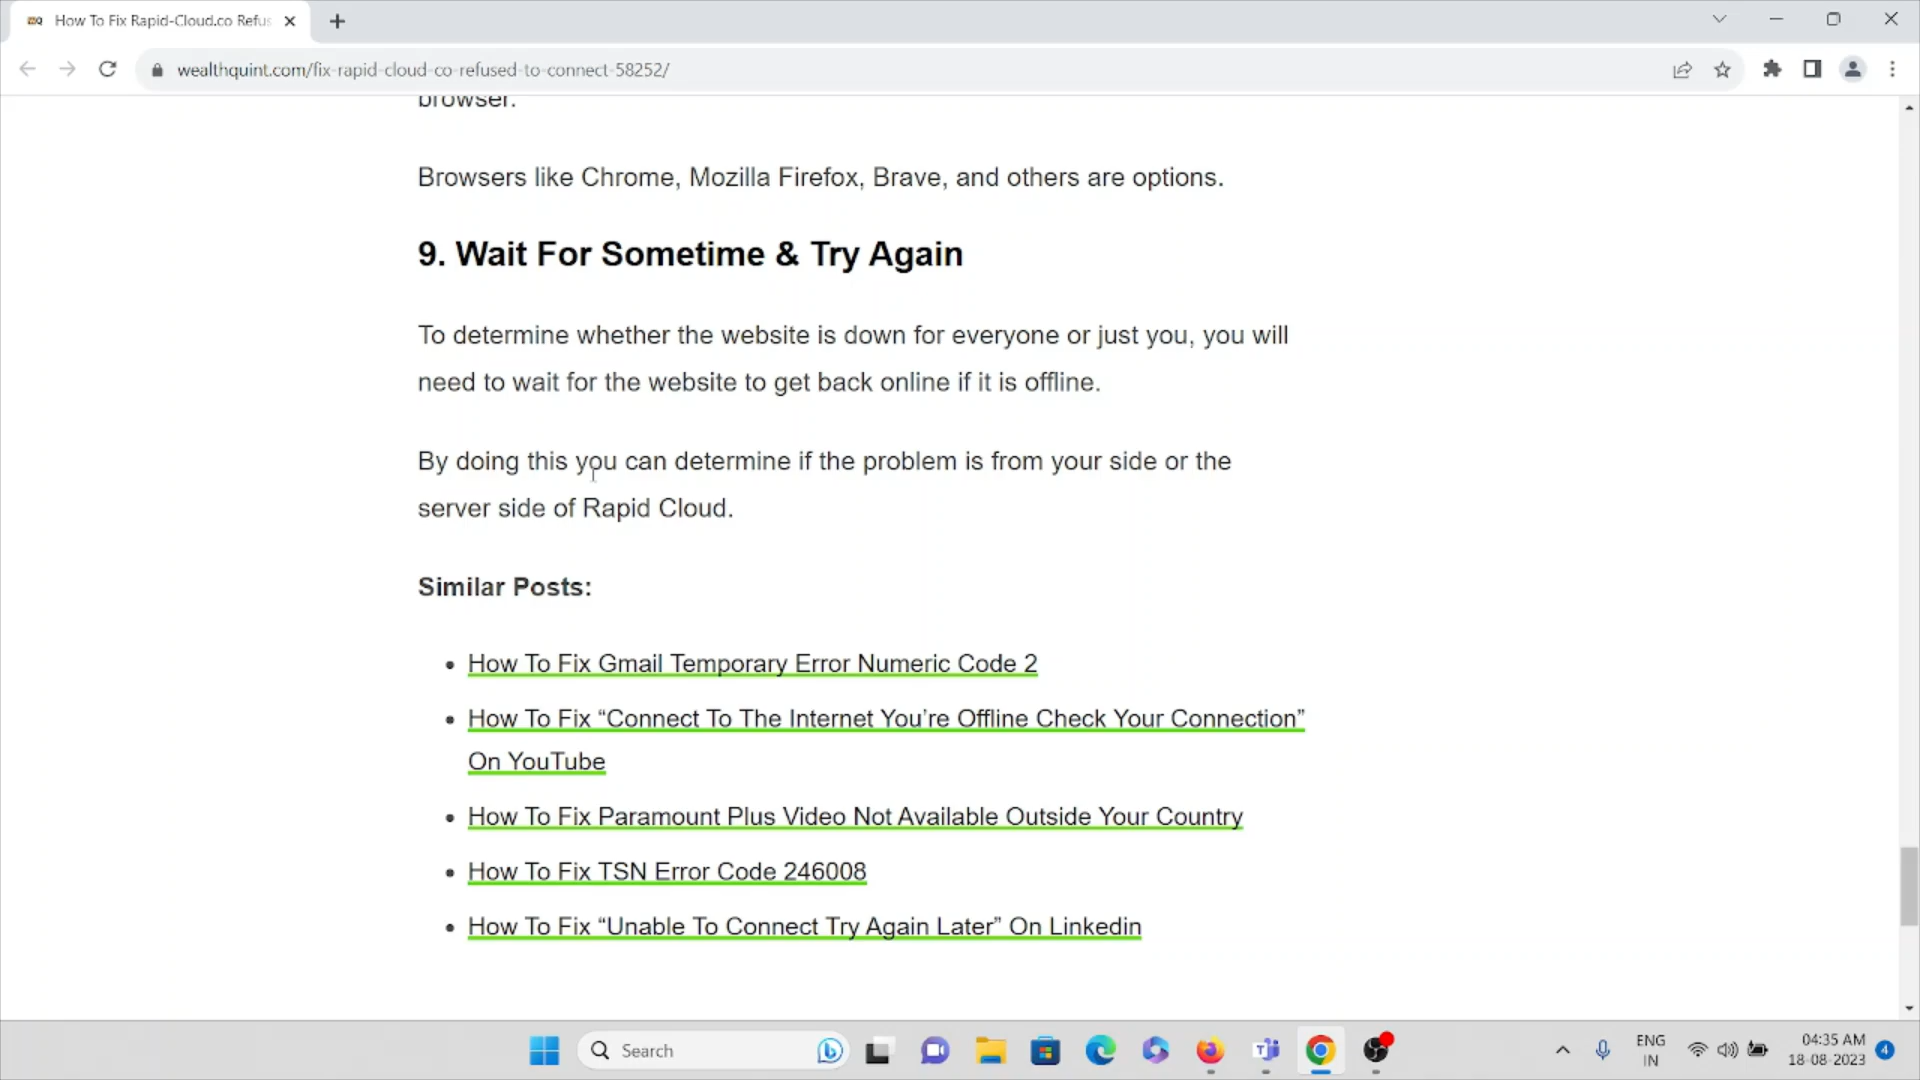 How To Fix Rapid-Cloud.co Refus
wealthquint.com/fix-rapid-cloud-co-refused-to-connect-58252/
browser.
Browsers like Chrome, Mozilla Firefox, Brave, and others are options.
9. Wait For Sometime & Try Again
To determine whether the website is down for everyone or just you, you will
need to wait for the website to get back online if it is offline.
By doing this you can determine if the problem is from your side or the
server side of Rapid Cloud.
Similar Posts:
How To Fix Gmail Temporary Error Numeric Code 2
How To Fix “Connect To The Internet You’re Offline Check Your Connection”
On YouTube
How To Fix Paramount Plus Video Not Available Outside Your Country
How To Fix TSN Error Code 246008
How To Fix “Unable To Connect Try Again Later” On Linkedin
Search
ENG
IN
04:35 AM
18-08-2023
4